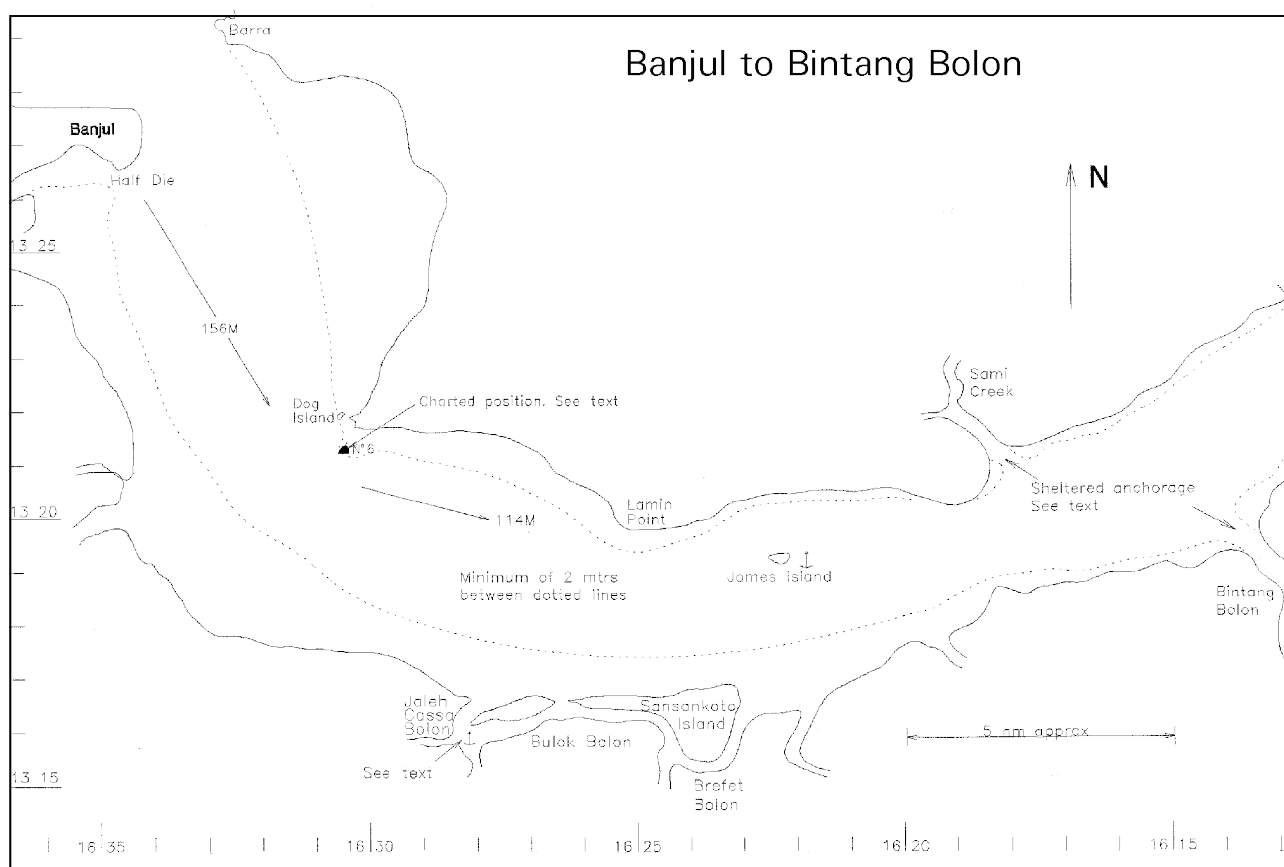 Barra
Banjul to Bintang Bolon
Banjul
N
Half Die
13 25
156M
Sami
Creek
Dog
Island
Charted position. See text
N°6
Sheltered anchorage
See text
Lamin
Point
13 20
114M
James Island
Minimum of 2 mtrs
between dotted lines
Bintang
Bolon
Jaleh
Cassa
Bolon
Sansankoto
Island
5 nm approx
Bulok Bolon
See text
13 15
Brefet
Bolon
16 35
16 30
16 25
16 20
16 15